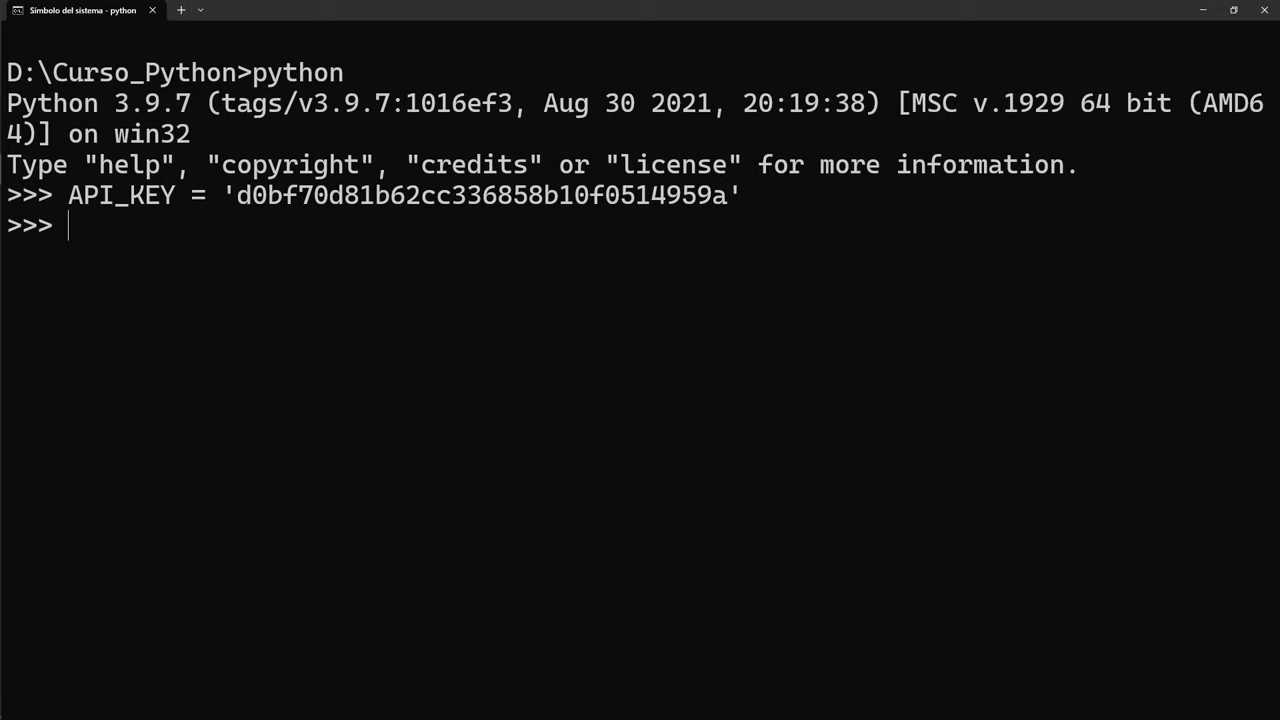 Símbolo del sistema - python
D:\Curso_Python>python
Python 3.9.7 (tags/v3.9.7:1016ef3, Aug 30 2021, 20:19:38) [MSC v.1929 64 bit (AMD6
4)] on win32
Type "help", "copyright", "credits" or "license" for more information.
>>> API_KEY = 'd0bf70d81b62cc336858b10f0514959a'
>>>